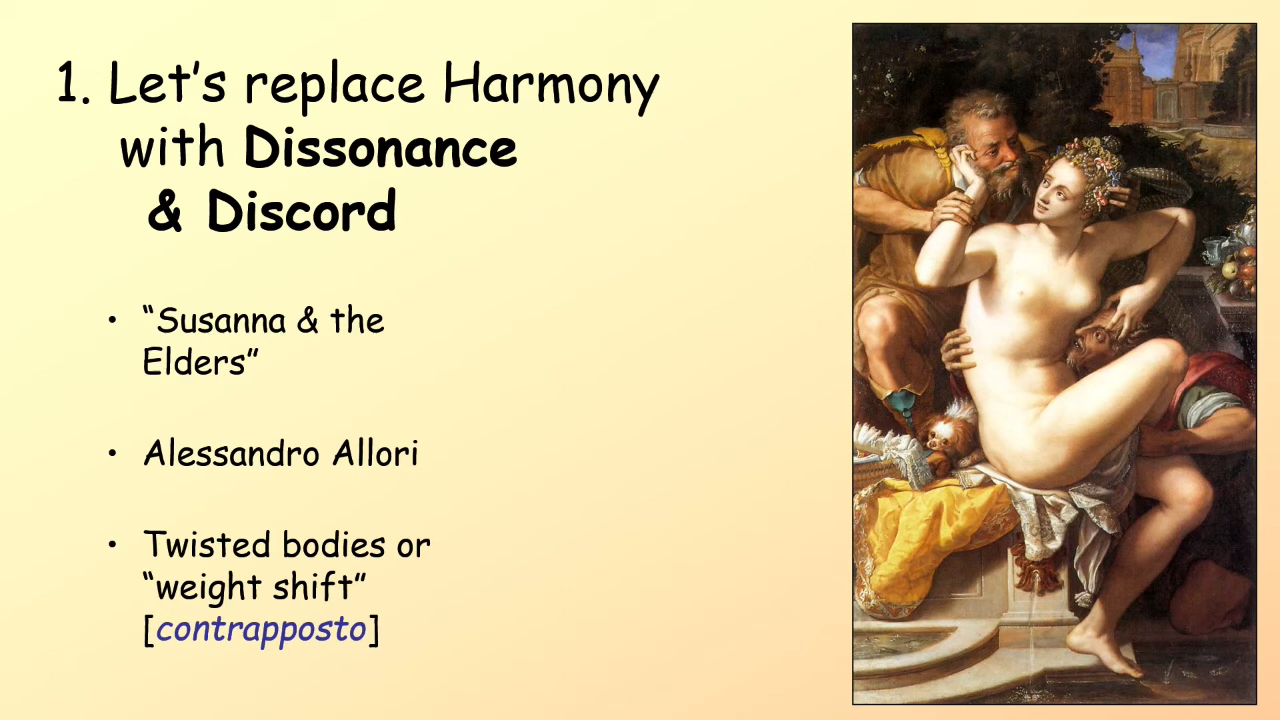 1. Let’s replace Harmony
with Dissonance
& Discord
• “Susanna & the
Elders”
• Alessandro Allori
• Twisted bodies or
“weight shift”
[contrapposto]